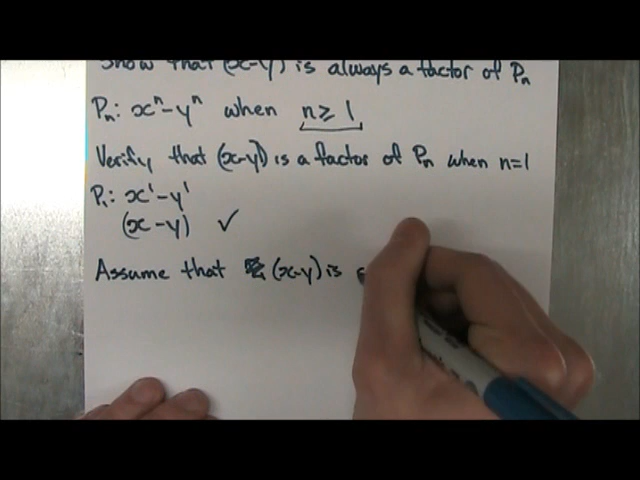 Show that (x-y) is always a factor of Pn
Pn: xⁿ-yⁿ when n≥1
Verify that (x-y) is a factor of Pn when n=1
P₁: x¹-y¹
(x-y) ✓
Assume that (x-y) is